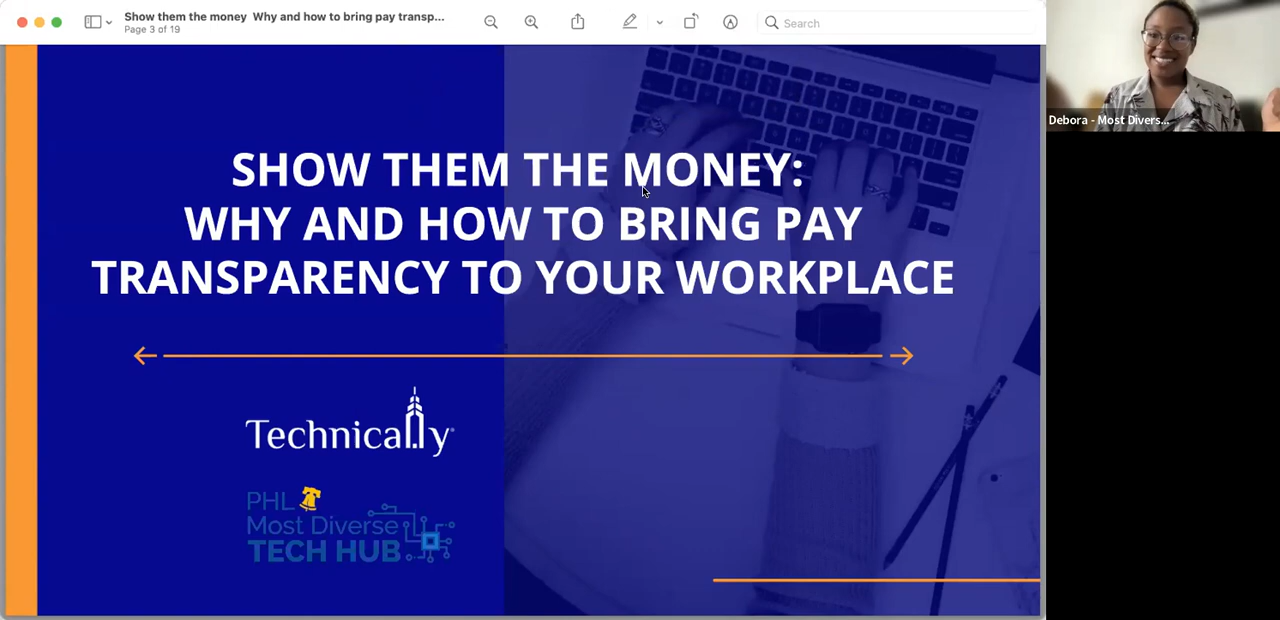 Show them the money  Why and how to bring pay transp...
Page 3 of 19
Search
Debora - Most Divers...
SHOW THEM THE MONEY:
WHY AND HOW TO BRING PAY
TRANSPARENCY TO YOUR WORKPLACE
Technically
PHL
Most Diverse
TECH HUB